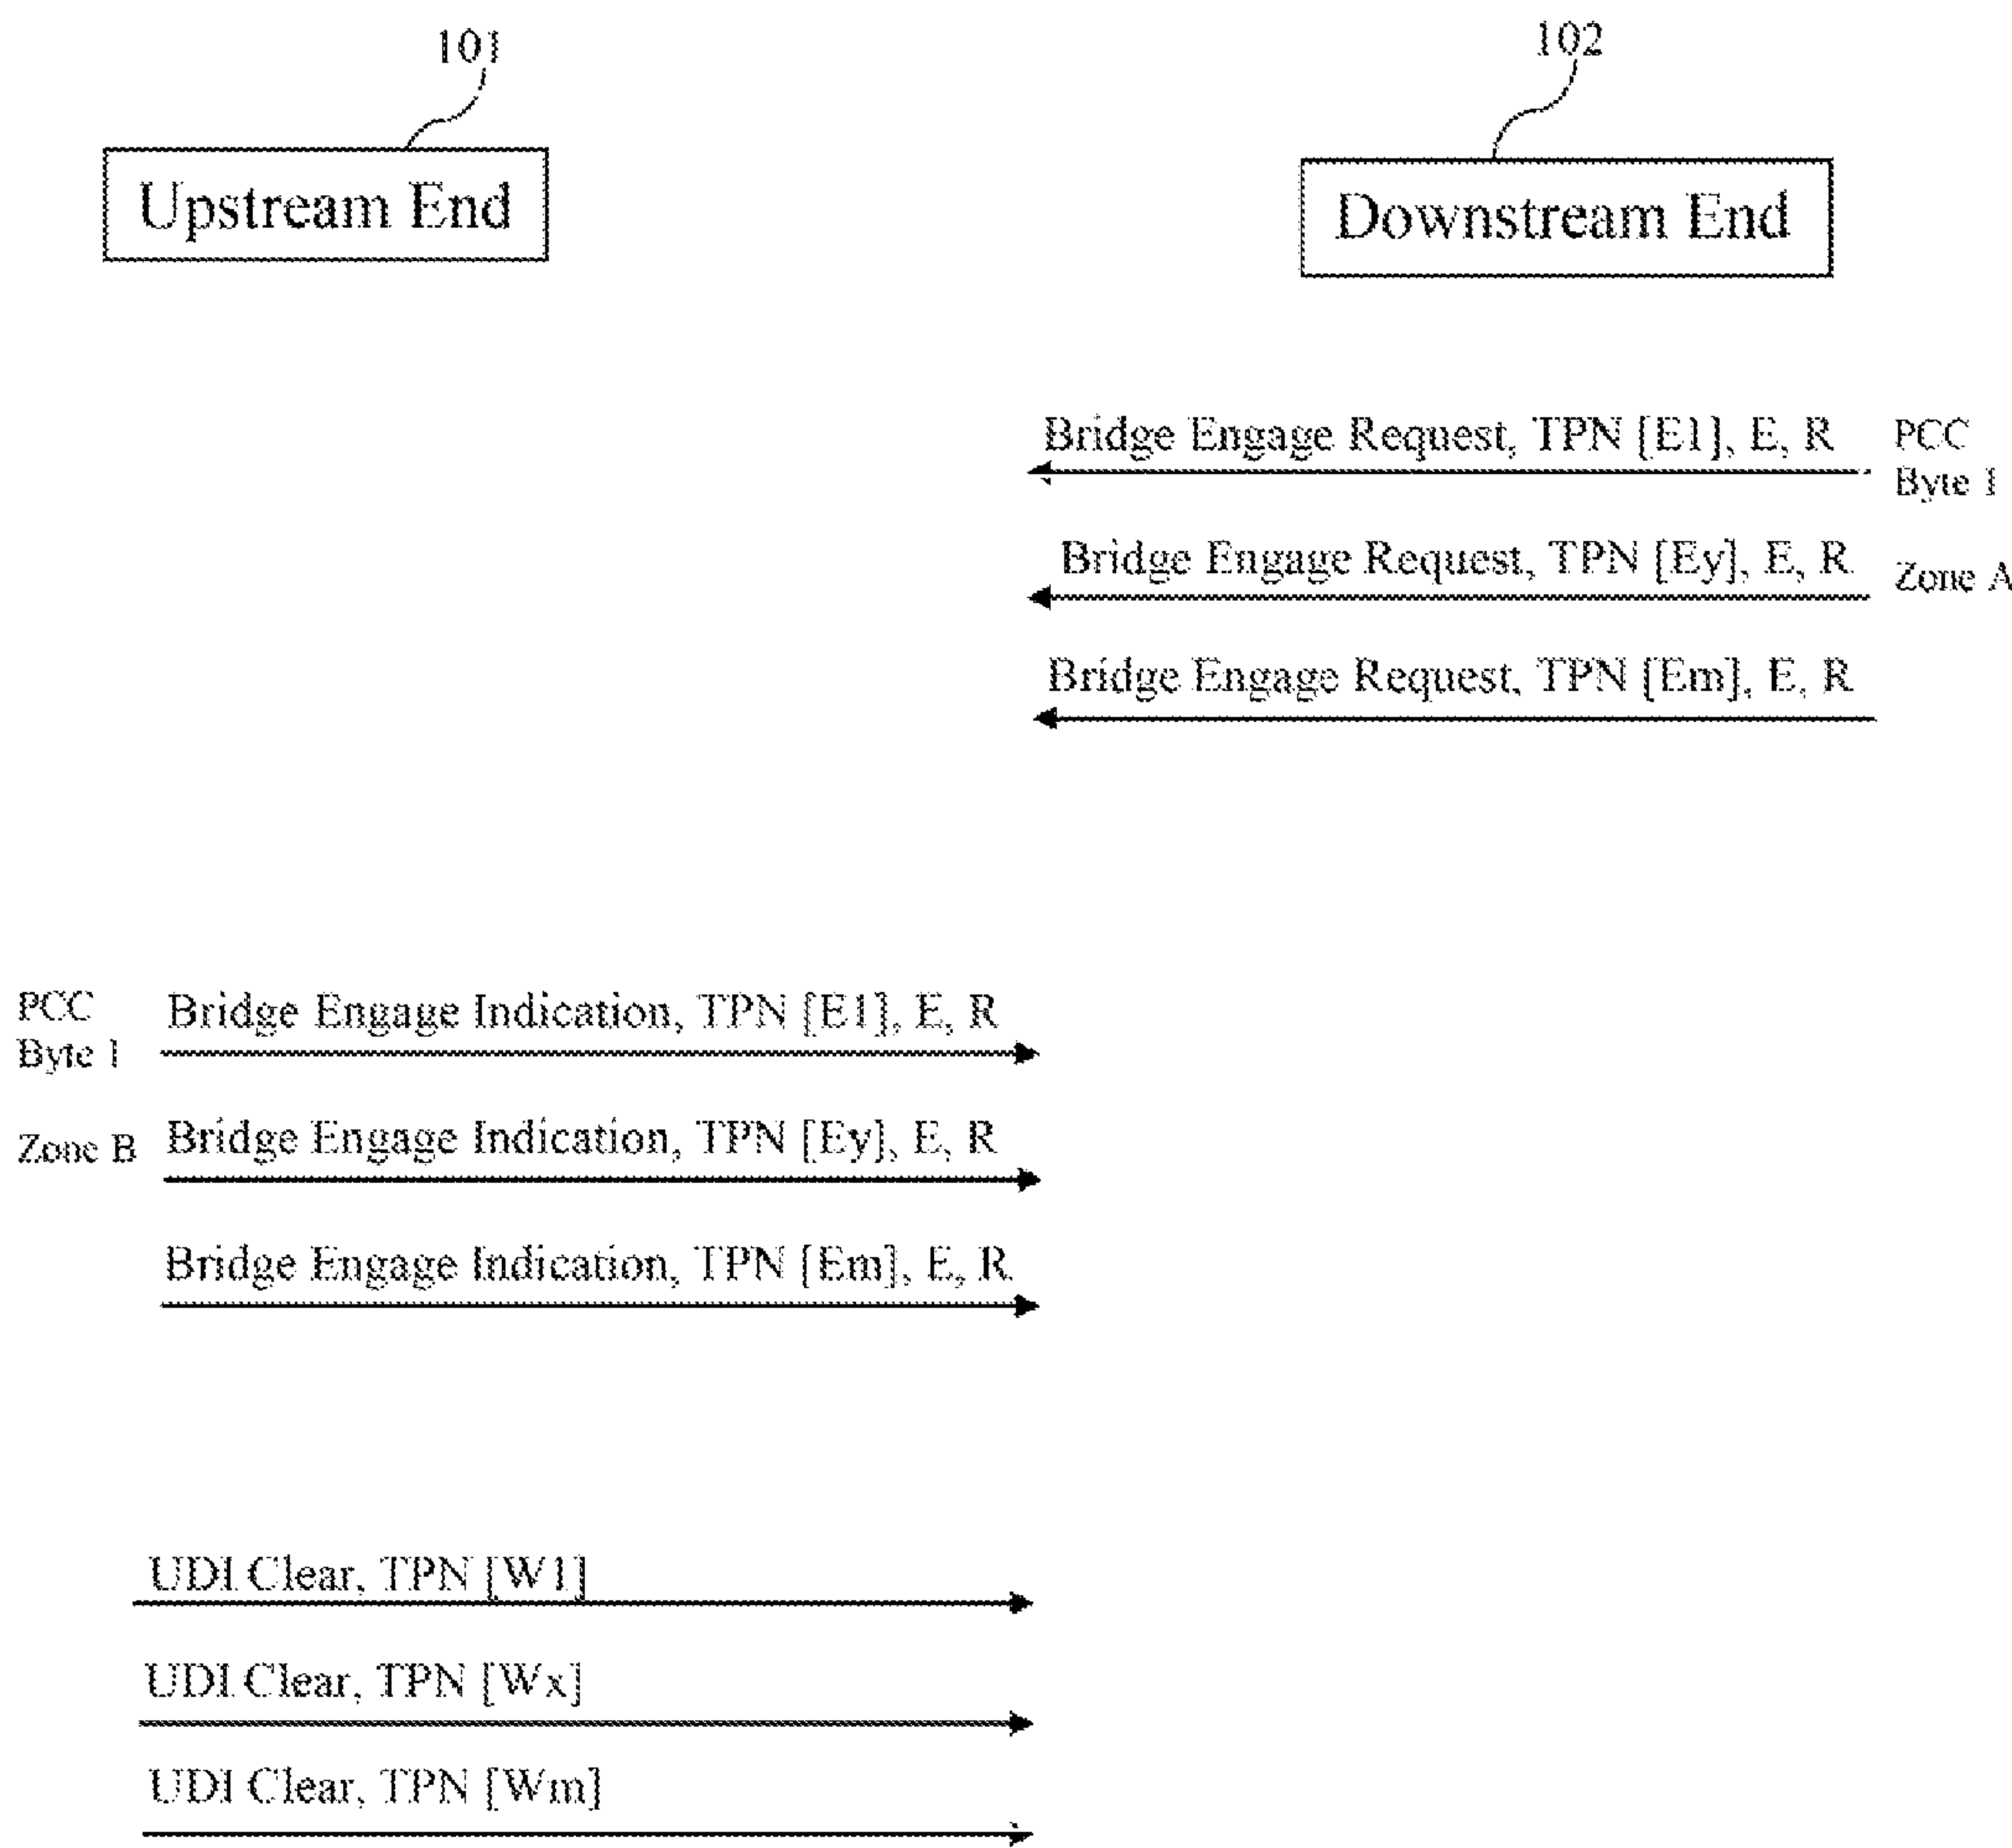 101
102
Upstream End
Downstream End
Bridge Engage Request, TPN [E1], E, R
PCC
Byte 1
Bridge Engage Request, TPN [Ey], E, R
Zone A
Bridge Engage Request, TPN [Em], E, R
PCC
Byte 1
Bridge Engage Indication, TPN [E1], E, R
Zone B
Bridge Engage Indication, TPN [Ey], E, R
Bridge Engage Indication, TPN [Em], E, R
UDI Clear, TPN [W1]
UDI Clear, TPN [Wx]
UDI Clear, TPN [Wm]